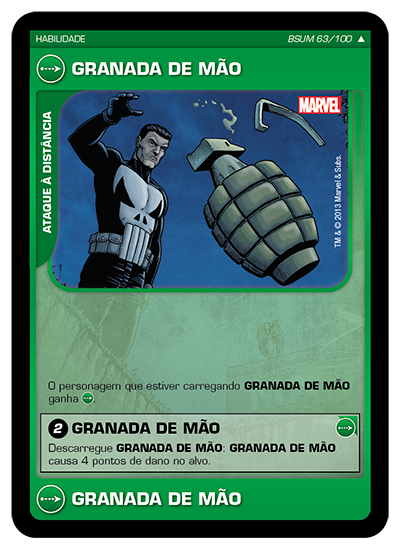 HABILIDADE
BSUM 63/100 ▲
GRANADA DE MÃO
ATAQUE À DISTÂNCIA
MARVEL
TM & © 2013 Marvel & Subs.
O personagem que estiver carregando GRANADA DE MÃO
ganha .
2 GRANADA DE MÃO
Descarregue GRANADA DE MÃO: GRANADA DE MÃO
causa 4 pontos de dano no alvo.
GRANADA DE MÃO